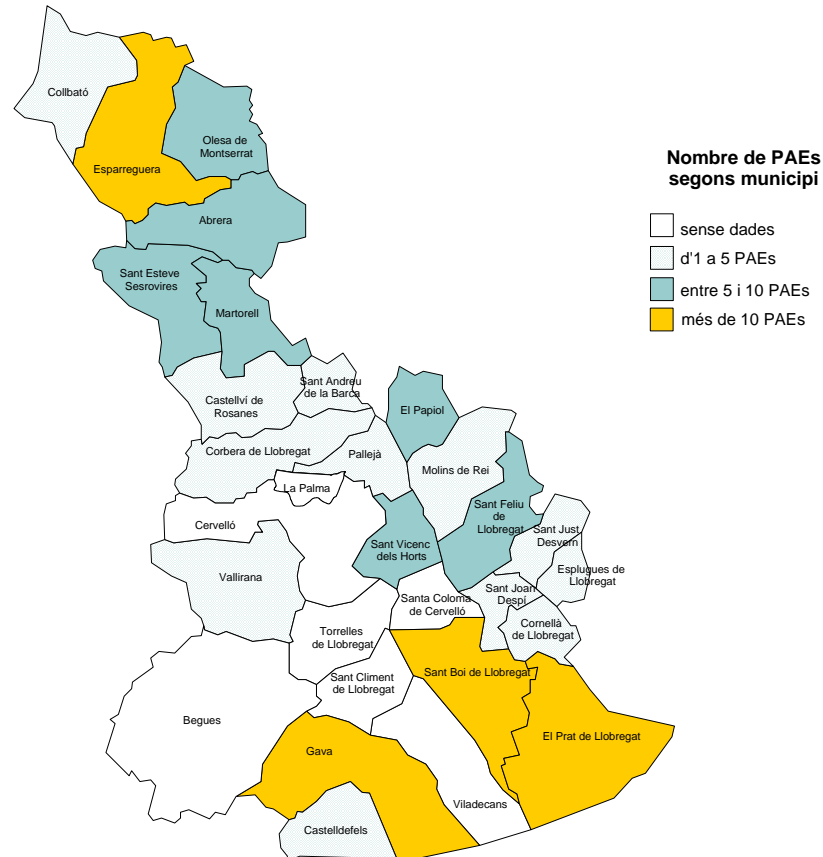 Collbató
Olesa de
Montserrat
Esparreguera
Abrera
Sant Esteve
Sesrovires
Martorell
Sant Andreu
de la Barca
Castellví de
Rosanes
El Papiol
Corbera de Llobregat
Pallejà
Molins de Rei
La Palma
Cervelló
Sant Feliu
de
Llobregat
Sant Just
Desvern
Sant Vicenc
dels Horts
Esplugues de
Llobregat
Vallirana
Sant Joan
Despí
Santa Coloma
de Cervelló
Cornellà
de Llobregat
Torrelles
de Llobregat
Sant Climent
de Llobregat
Sant Boi de Llobregat
Begues
El Prat de Llobregat
Gava
Viladecans
Castelldefels
Nombre de PAEs
segons municipi
sense dades
d'1 a 5 PAEs
entre 5 i 10 PAEs
més de 10 PAEs